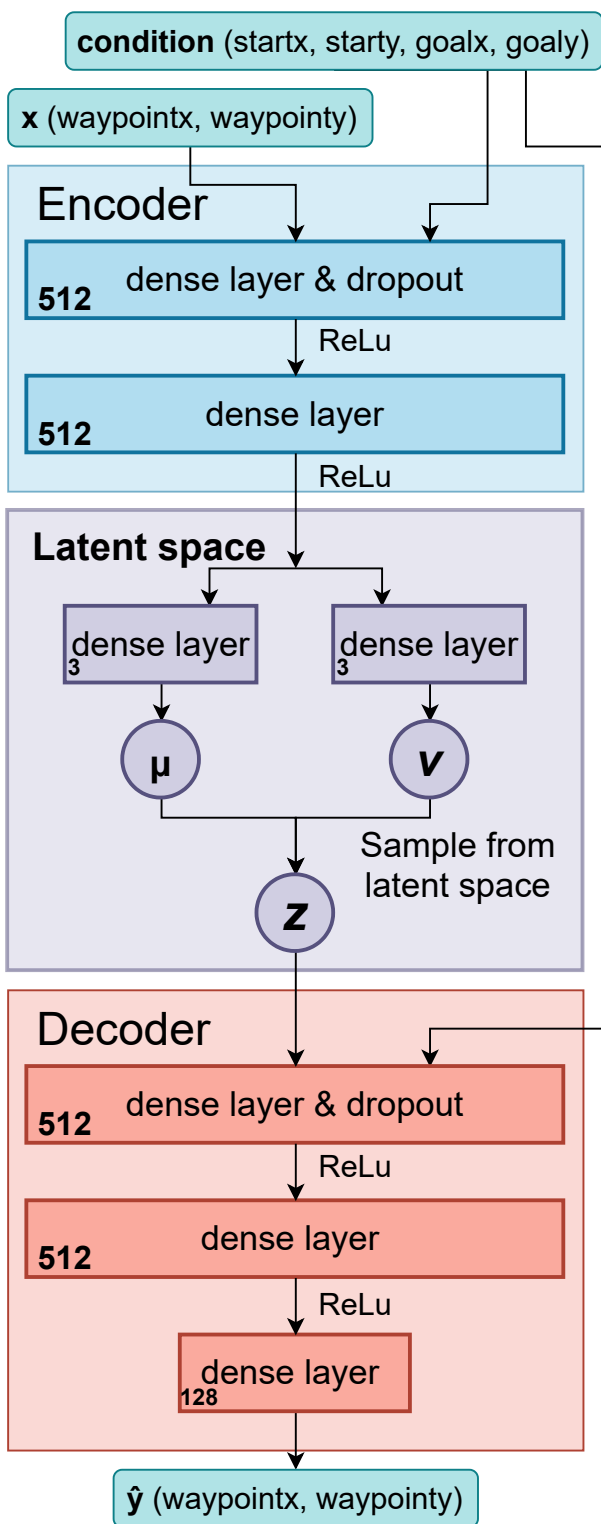 condition (startx, starty, goalx, goaly)
x (waypointx, waypointy)
Encoder
dense layer & dropout
512
ReLu
dense layer
512
ReLu
Latent space
dense layer
3
dense layer
3
μ
v
Sample from
latent space
z
Decoder
dense layer & dropout
512
ReLu
dense layer
512
ReLu
dense layer
128
ŷ (waypointx, waypointy)